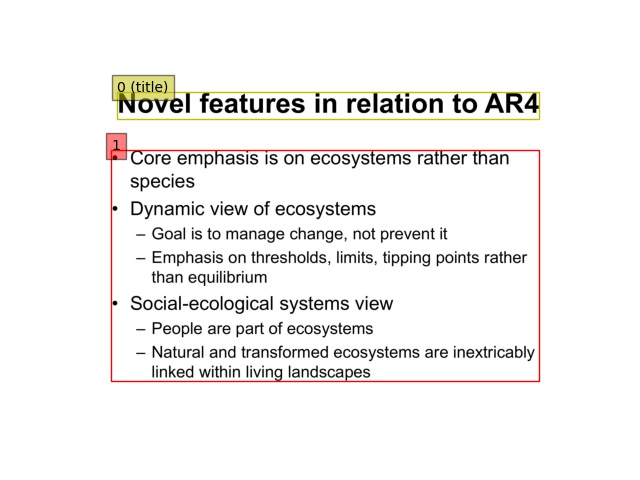 0 (title)
Novel features in relation to AR4
1
• Core emphasis is on ecosystems rather than
species
• Dynamic view of ecosystems
– Goal is to manage change, not prevent it
– Emphasis on thresholds, limits, tipping points rather
than equilibrium
• Social-ecological systems view
– People are part of ecosystems
– Natural and transformed ecosystems are inextricably
linked within living landscapes